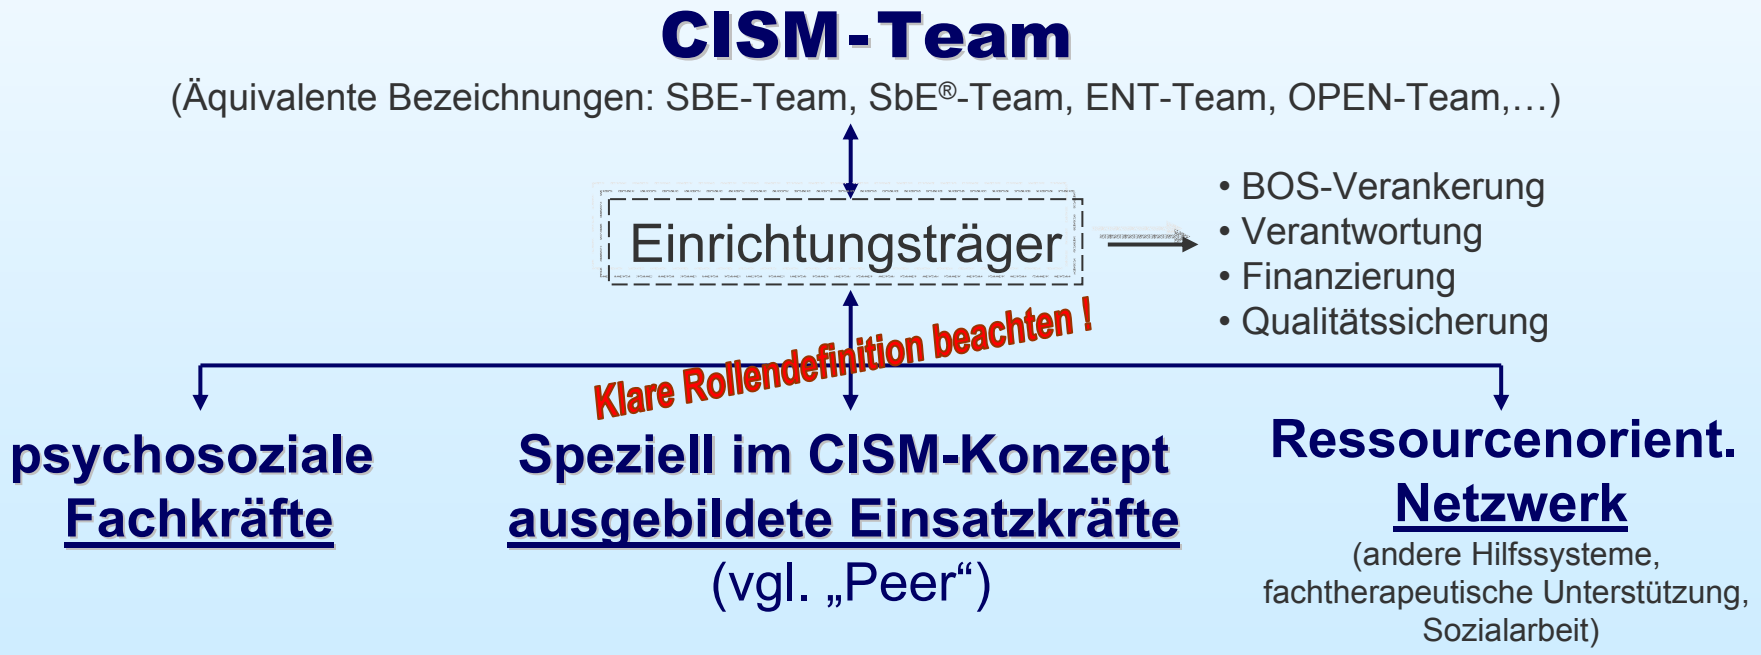 CISM-Team
(Äquivalente Bezeichnungen: SBE-Team, SbE®-Team, ENT-Team, OPEN-Team,…)
Einrichtungsträger
• BOS-Verankerung
• Verantwortung
• Finanzierung
• Qualitätssicherung
Klare Rollendefinition beachten !
psychosoziale
Fachkräfte
Speziell im CISM-Konzept
ausgebildete Einsatzkräfte
(vgl. „Peer“)
Ressourcenorient.
Netzwerk
(andere Hilfssysteme,
fachtherapeutische Unterstützung,
Sozialarbeit)